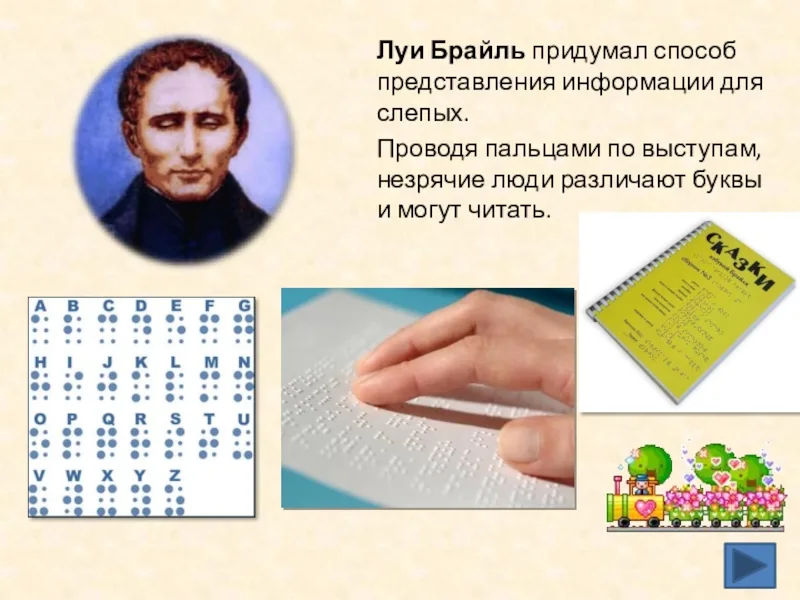 Луи Брайль придумал способ
представления информации для
слепых.
Проводя пальцами по выступам,
незрячие люди различают буквы
и могут читать.
СКАЗКИ
A B C D E F G
H I J K L M N
O P Q R S T U
V W X Y Z